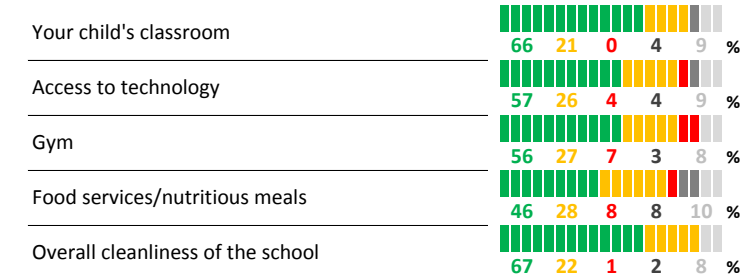 Your child's classroom
66 21 0 4 9 %
Access to technology
57 26 4 4 9 %
Gym
56 27 7 3 8 %
Food services/nutritious meals
46 28 8 8 10 %
Overall cleanliness of the school
67 22 1 2 8 %